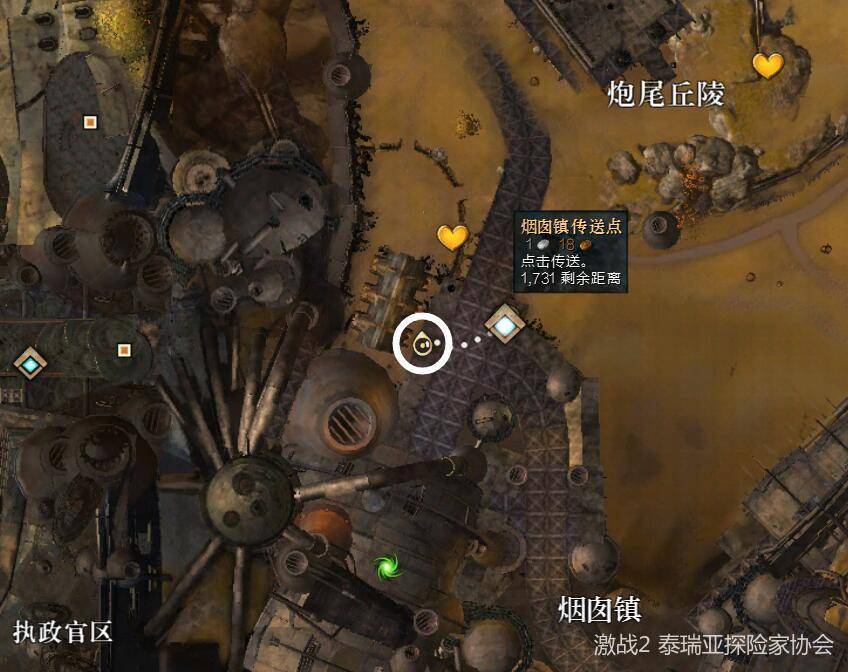 炮尾丘陵
烟囱镇传送点
1 18
点击传送。
1,731 剩余距离
烟囱镇
执政官区
激战2 泰瑞亚探险家协会